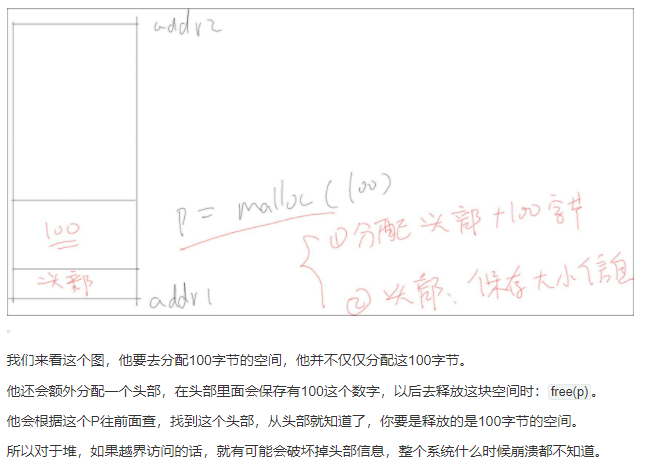 addr2
p = malloc(100)
① 分配 头部 + 100字节
100
② 头部、保存大小信息
头部
addr1
我们来看这个图，他要去分配100字节的空间，他并不仅仅分配这100字节。
他还会额外分配一个头部，在头部里面会保存有100这个数字，以后去释放这块空间时：free(p)。
他会根据这个P往前面查，找到这个头部，从头部就知道了，你要是释放的是100字节的空间。
所以对于堆，如果越界访问的话，就有可能会破坏掉头部信息，整个系统什么时候崩溃都不知道。